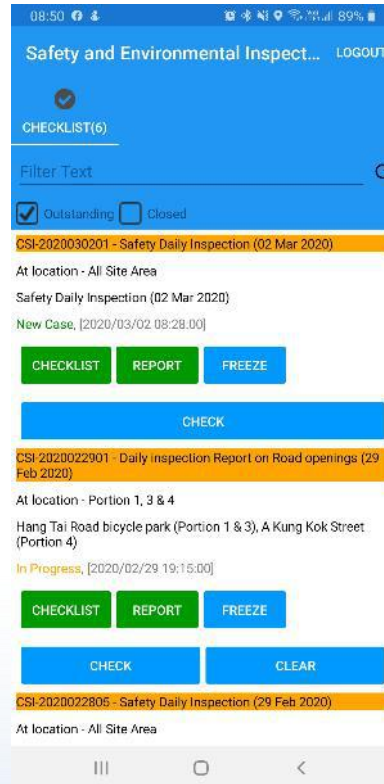 08:50 89%
Safety and Environmental Inspect... LOGOUT
CHECKLIST(6)
Filter Text
Outstanding Closed
CSI-2020030201 - Safety Daily Inspection (02 Mar 2020)
At location - All Site Area
Safety Daily Inspection (02 Mar 2020)
New Case, [2020/03/02 08:28:00]
CHECKLIST REPORT FREEZE
CHECK
CSI-2020022901 - Daily inspection Report on Road openings (29
Feb 2020)
At location - Portion 1, 3 & 4
Hang Tai Road bicycle park (Portion 1 & 3), A Kung Kok Street
(Portion 4)
In Progress, [2020/02/29 19:15:00]
CHECKLIST REPORT FREEZE
CHECK CLEAR
CSI-2020022805 - Safety Daily Inspection (29 Feb 2020)
At location - All Site Area